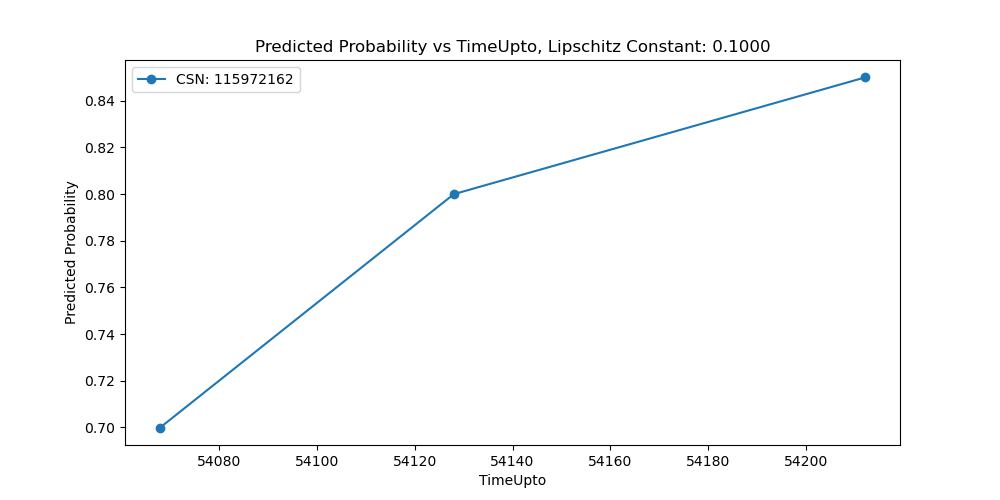 Predicted Probability vs TimeUpto, Lipschitz Constant: 0.1000
CSN: 115972162
Predicted Probability
0.84
0.82
0.80
0.78
0.76
0.74
0.72
0.70
54080 54100 54120 54140 54160 54180 54200
TimeUpto